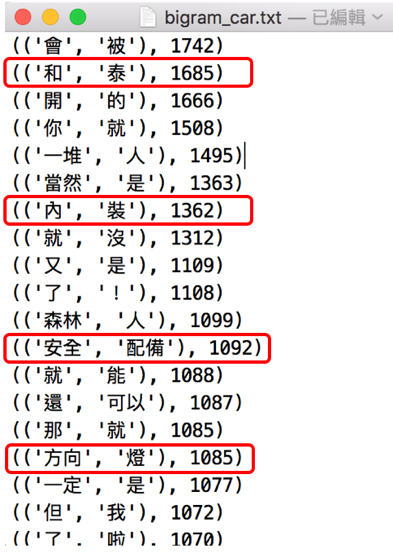 bigram_car.txt — 已編輯
(('會', '被'), 1742)
(('和', '泰'), 1685)
(('開', '的'), 1666)
(('你', '就'), 1508)
(('一堆', '人'), 1495)
(('當然', '是'), 1363)
(('內', '裝'), 1362)
(('就', '沒'), 1312)
(('又', '是'), 1109)
(('了', '！'), 1108)
(('森林', '人'), 1099)
(('安全', '配備'), 1092)
(('就', '能'), 1088)
(('還', '可以'), 1087)
(('那', '就'), 1085)
(('方向', '燈'), 1085)
(('一定', '是'), 1077)
(('但', '我'), 1072)
(('了', '啦'), 1070)